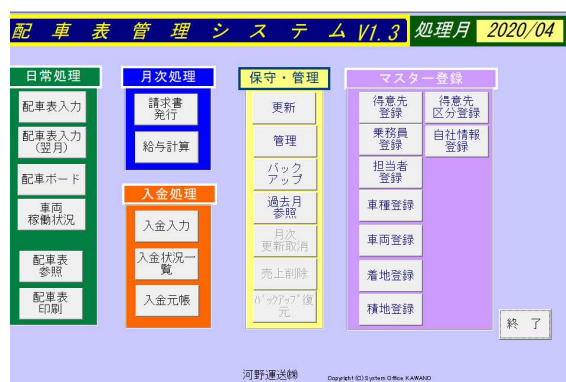 配車表管理システムV1.3
処理月 2020/04
日常処理
配車表入力
配車表入力
(翌月)
配車ボード
車両
稼働状況
配車表
参照
配車表
印刷
月次処理
請求書
発行
給与計算
入金処理
入金入力
入金状況一
覧
入金元帳
保守・管理
更新
管理
バック
アップ
過去月
参照
月次
更新取消
売上削除
バックアップ復
元
マスター登録
得意先
登録
得意先
区分登録
乗務員
登録
自社情報
登録
担当者
登録
車種登録
車両登録
着地登録
積地登録
終 了
河野運送㈱
Copyright (C) System Office KAWANO